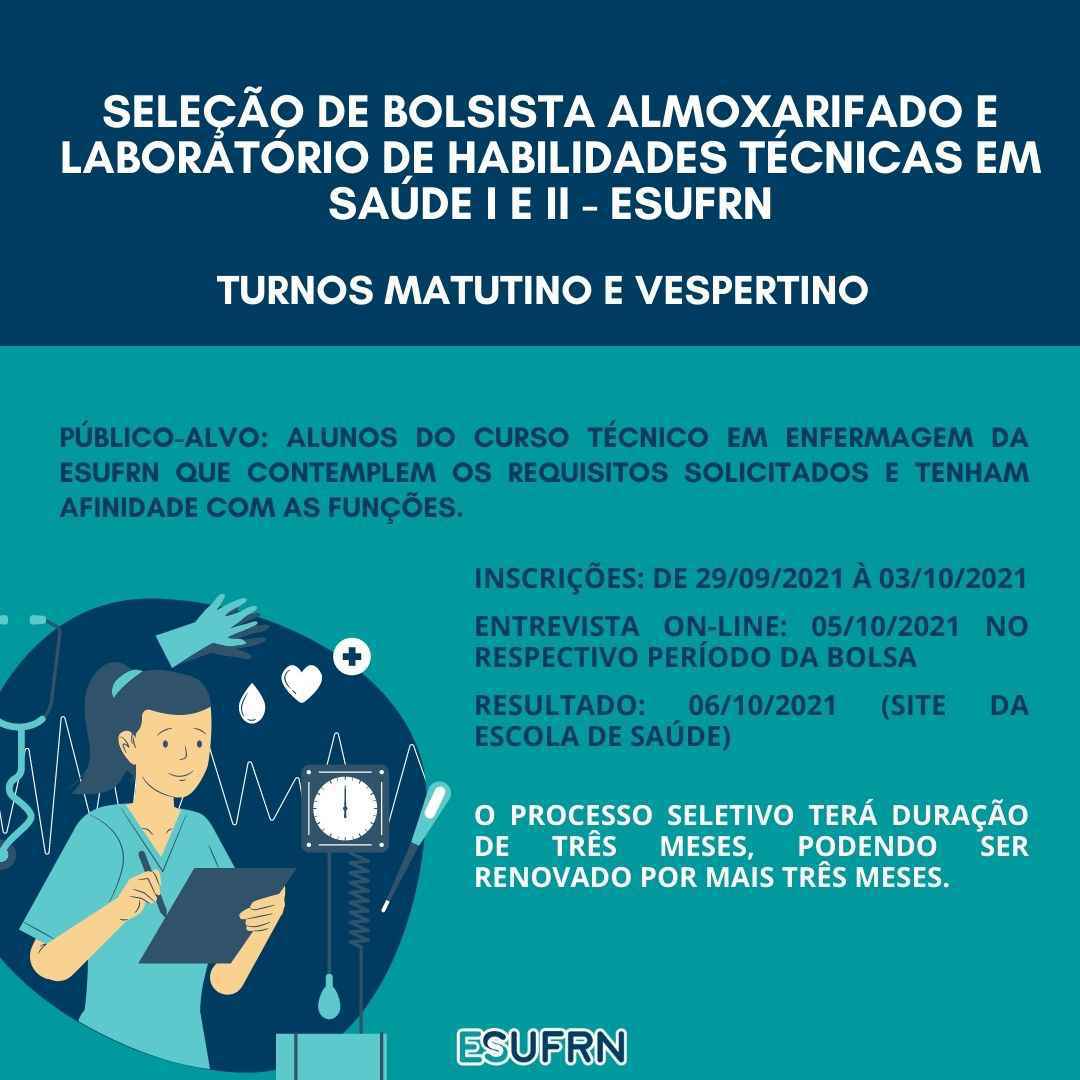 SELEÇÃO DE BOLSISTA ALMOXARIFADO E
LABORATÓRIO DE HABILIDADES TÉCNICAS EM
SAÚDE I E II - ESUFRN
TURNOS MATUTINO E VESPERTINO
PÚBLICO-ALVO: ALUNOS DO CURSO TÉCNICO EM ENFERMAGEM DA
ESUFRN QUE CONTEMPLEM OS REQUISITOS SOLICITADOS E TENHAM
AFINIDADE COM AS FUNÇÕES.
INSCRIÇÕES: DE 29/09/2021 À 03/10/2021
ENTREVISTA ON-LINE: 05/10/2021 NO
RESPECTIVO PERÍODO DA BOLSA
RESULTADO: 06/10/2021 (SITE DA
ESCOLA DE SAÚDE)
O PROCESSO SELETIVO TERÁ DURAÇÃO
DE TRÊS MESES, PODENDO SER
RENOVADO POR MAIS TRÊS MESES.
ESUFRN